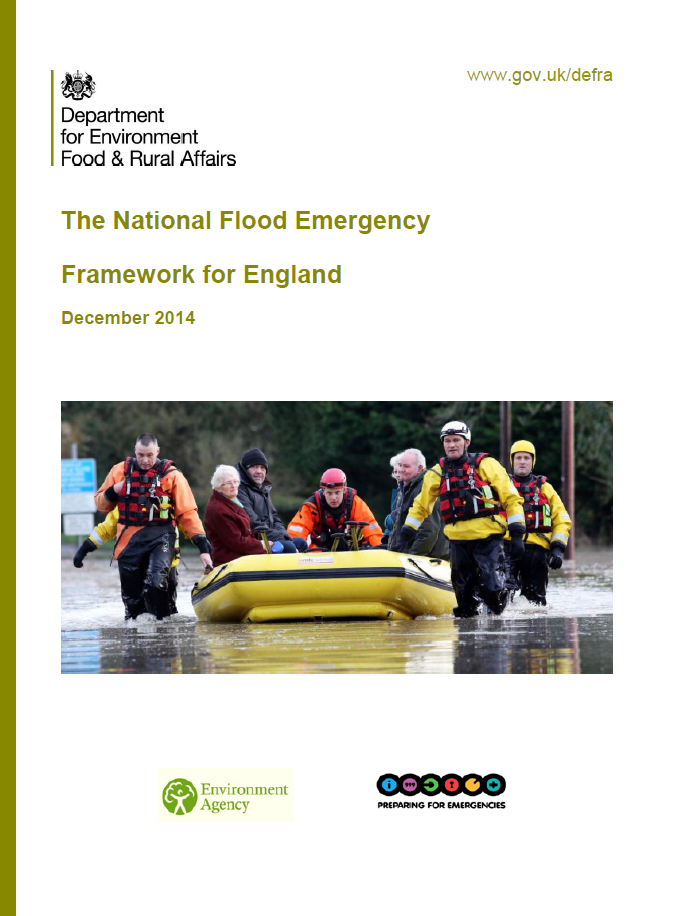 www.gov.uk/defra
Department
for Environment
Food & Rural Affairs
The National Flood Emergency
Framework for England
December 2014
Environment
Agency
PREPARING FOR EMERGENCIES